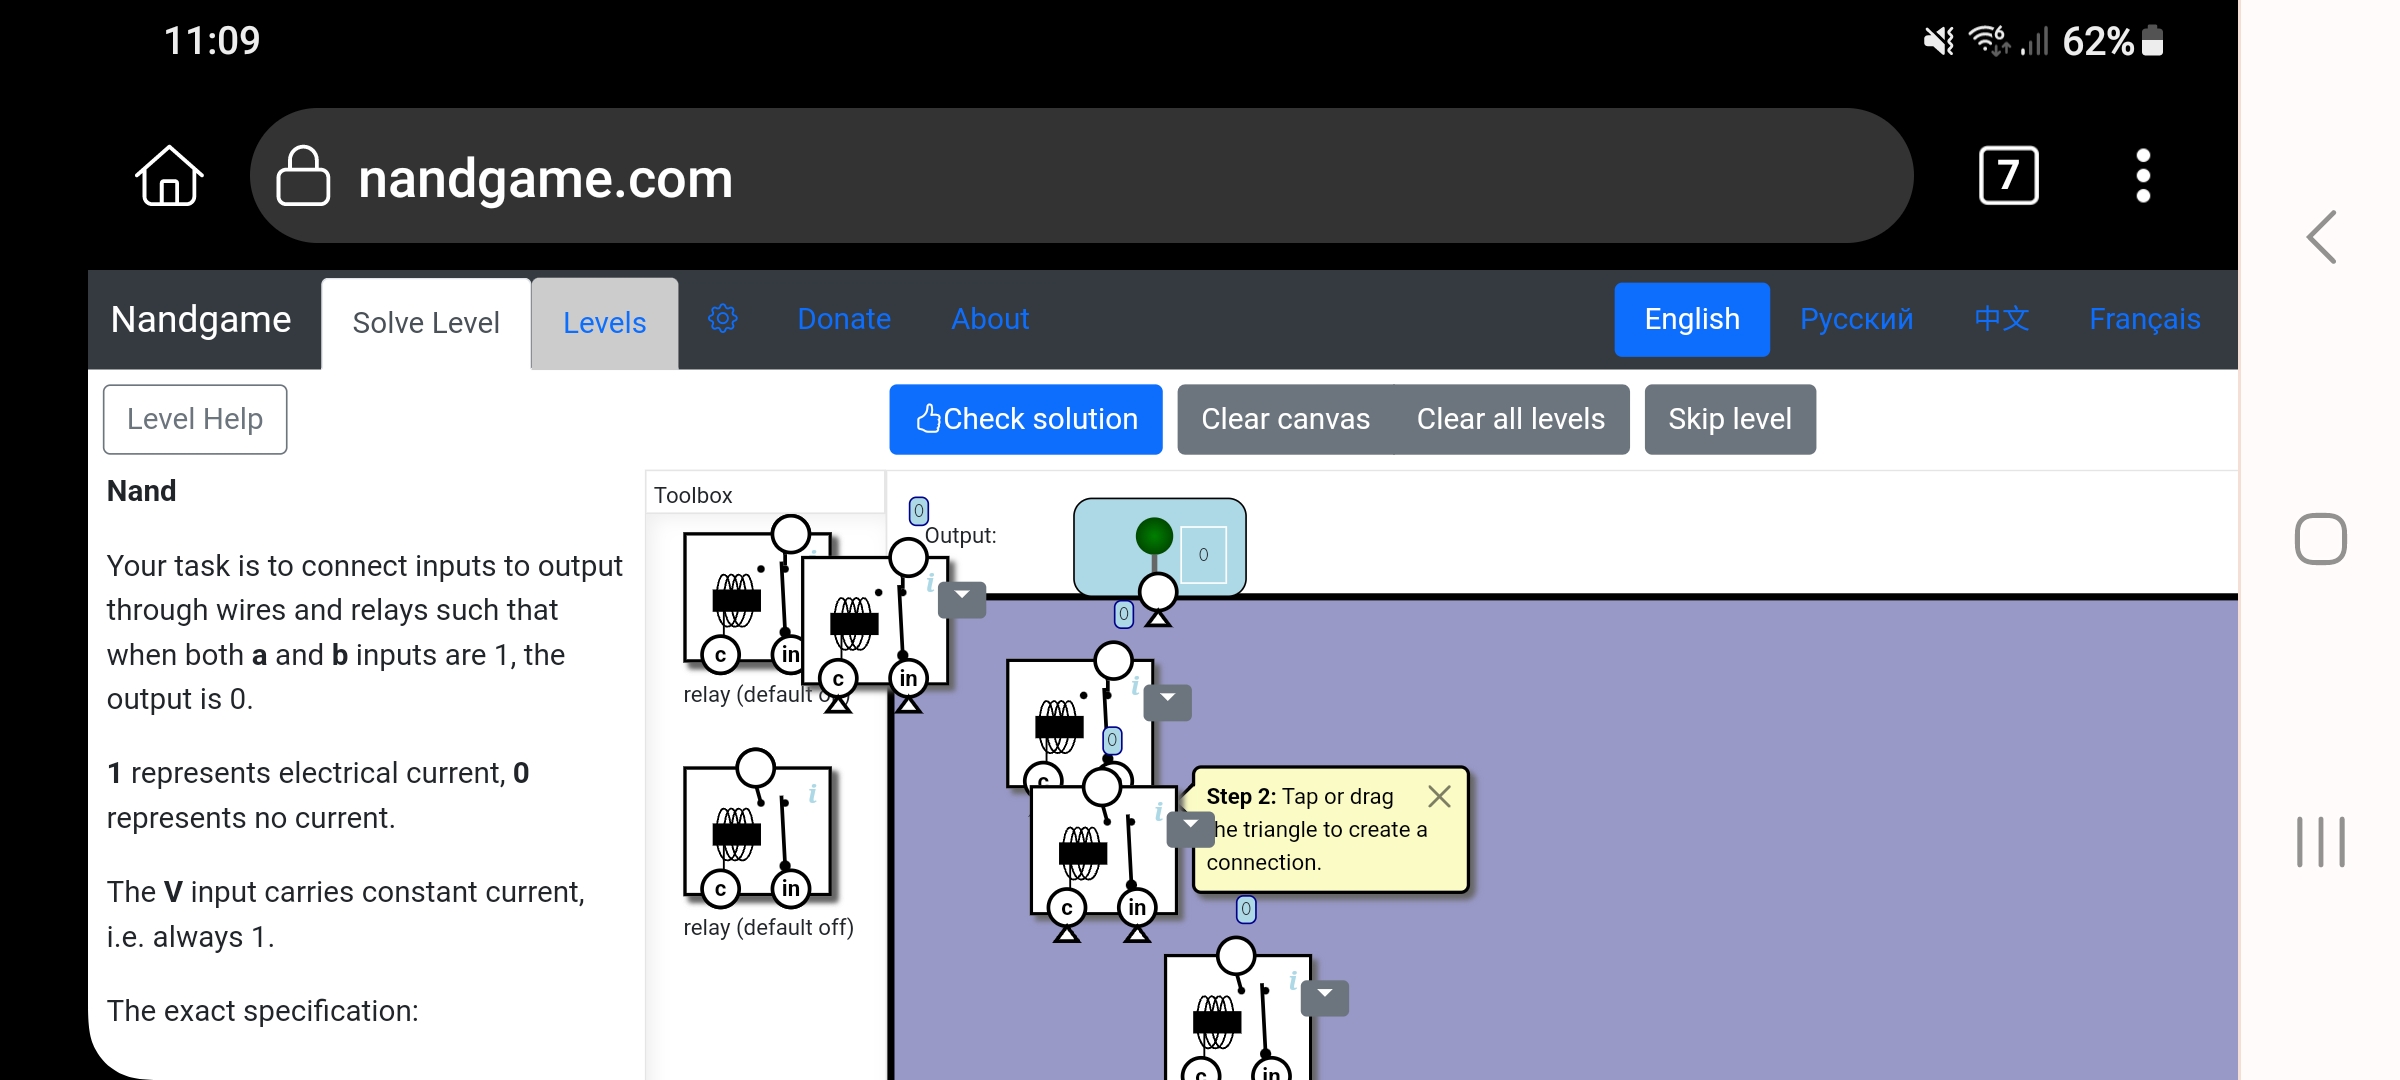 11:09
6
62%
nandgame.com
7
Nandgame
Solve Level
Levels
Donate
About
English
Русский
中文
Français
Level Help
Check solution
Clear canvas
Clear all levels
Skip level
Nand
Your task is to connect inputs to output
through wires and relays such that
when both a and b inputs are 1, the
output is 0.
1 represents electrical current, 0
represents no current.
The V input carries constant current,
i.e. always 1.
The exact specification:
Toolbox
c
in
relay (default o
i
c
in
relay (default off)
0
Output:
0
i
c
in
0
i
c
0
i
c
in
Step 2: Tap or drag
he triangle to create a
connection.
0
i
c
in